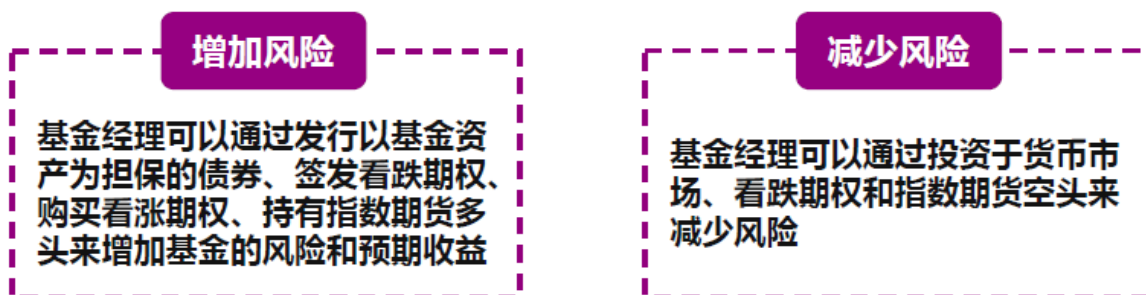 增加风险
基金经理可以通过发行以基金资
产为担保的债券、签发看跌期权、
购买看涨期权、持有指数期货多
头来增加基金的风险和预期收益
减少风险
基金经理可以通过投资于货币市
场、看跌期权和指数期货空头来
减少风险